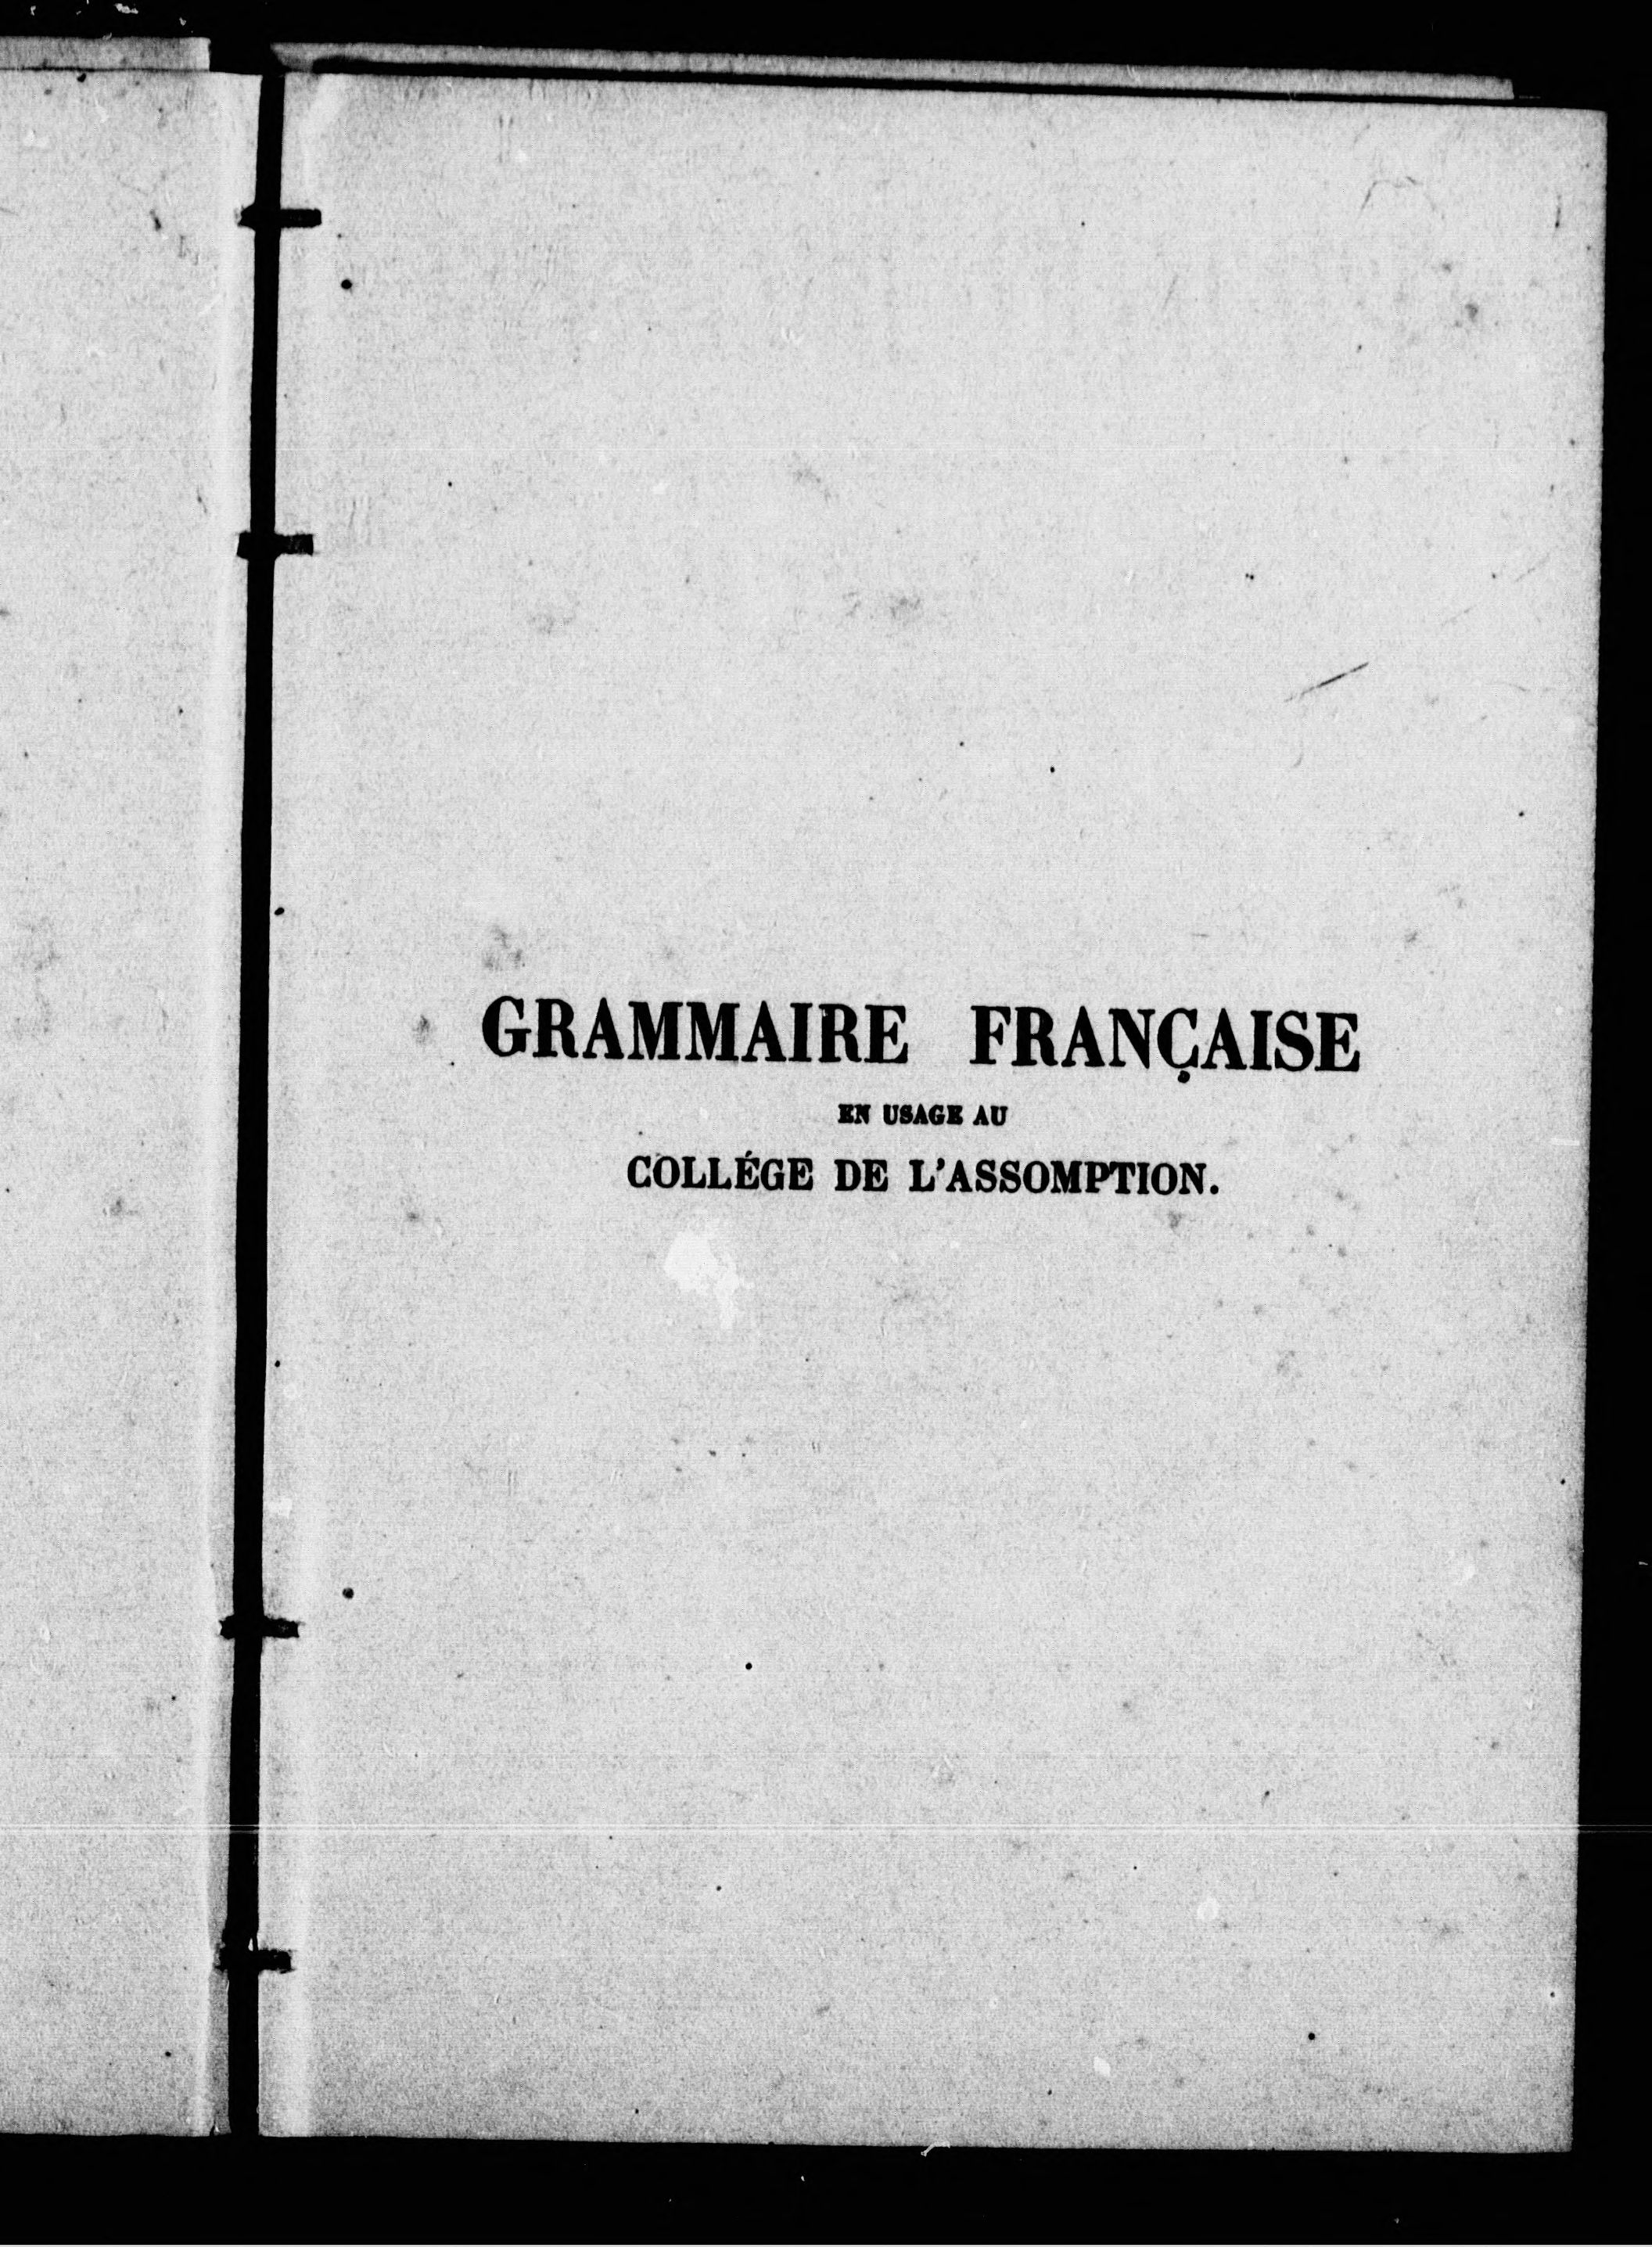 GRAMMAIRE FRANÇAISE
EN USAGE AU
COLLÉGE DE L'ASSOMPTION.